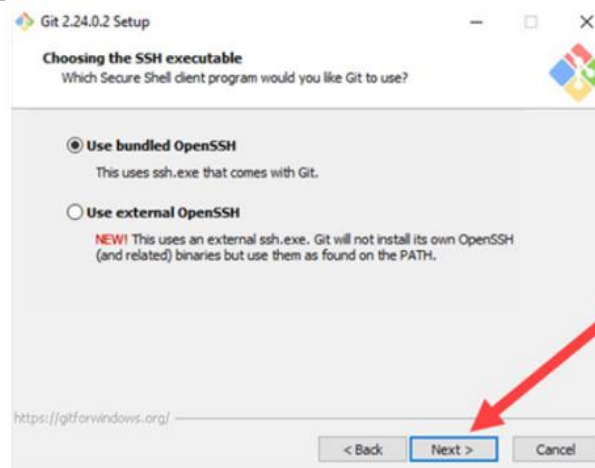 Git 2.24.0.2 Setup
Choosing the SSH executable
Which Secure Shell client program would you like Git to use?
Use bundled OpenSSH
This uses ssh.exe that comes with Git.
Use external OpenSSH
NEW! This uses an external ssh.exe. Git will not install its own OpenSSH
(and related) binaries but use them as found on the PATH.
https://gitforwindows.org/
< Back Next > Cancel